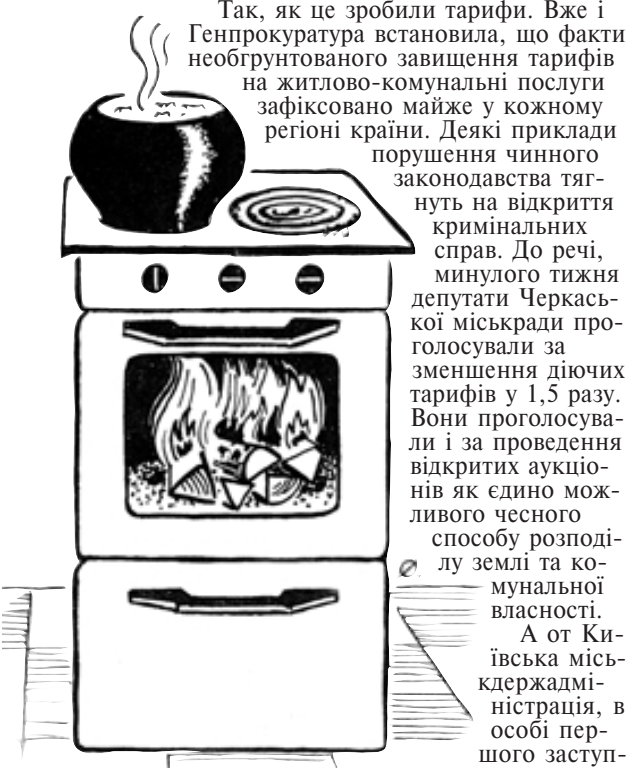 Так, як це зробили тарифи. Вже і
Генпрокуратура встановила, що факти
необгрунтованого завищення тарифів
на житлово-комунальні послуги
зафіксовано майже у кожному
регіоні країни. Деякі приклади
порушення чинного
законодавства тяг-
нуть на відкриття
кримінальних
справ. До речі,
минулого тижня
депутати Черкась-
кої міськради про-
голосували за
зменшення діючих
тарифів у 1,5 разу.
Вони проголосува-
ли і за проведення
відкритих аукціо-
нів як єдино мож-
ливого чесного
способу розподі-
лу землі та ко-
мунальної
власності.
А от Ки-
ївська місь-
кдержадмі-
ністрація, в
особі пер-
шого заступ-